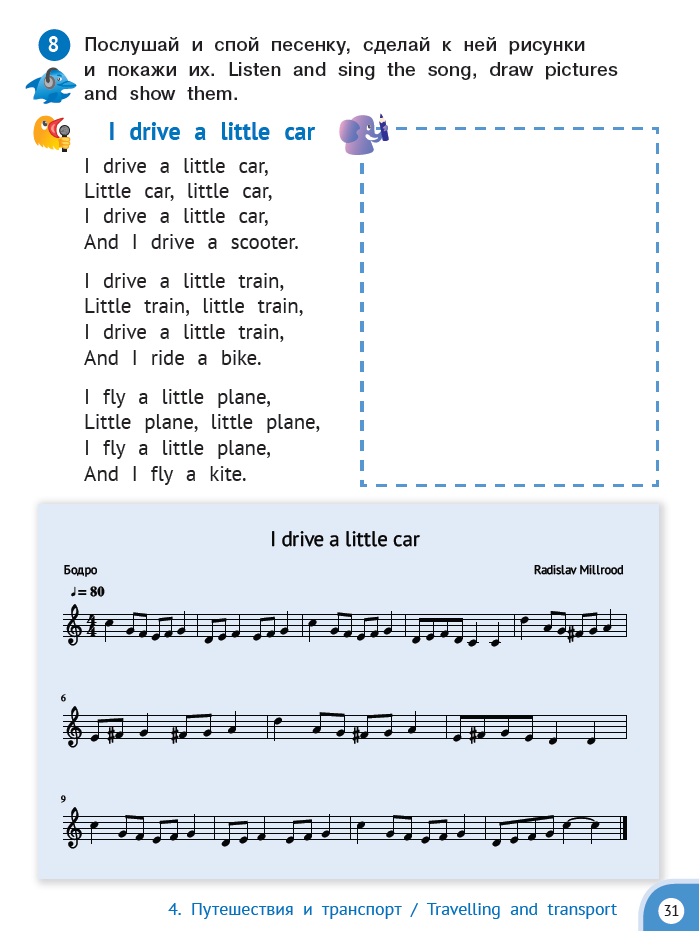 8 Послушай и спой песенку, сделай к ней рисунки
и покажи их. Listen and sing the song, draw pictures
and show them.
I drive a little car
I drive a little car,
Little car, little car,
I drive a little car,
And I drive a scooter.
I drive a little train,
Little train, little train,
I drive a little train,
And I ride a bike.
I fly a little plane,
Little plane, little plane,
I fly a little plane,
And I fly a kite.
I drive a little car
Бодро
Radislav Millrood
♩= 80
4
4
6
9
4. Путешествия и транспорт / Travelling and transport
31